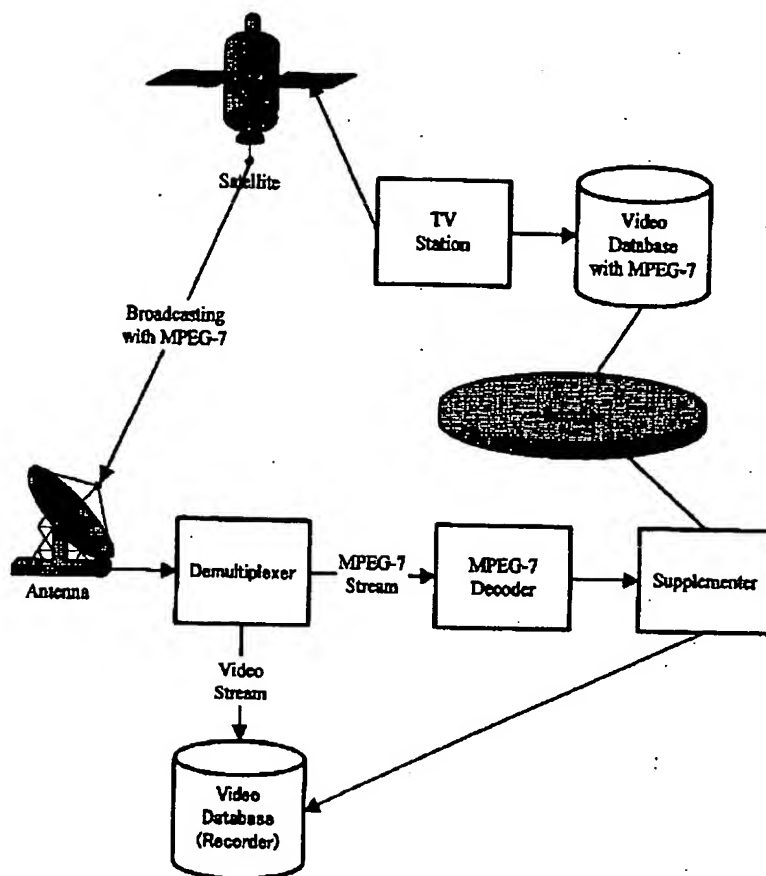 Satellite
TV
Station
Video
Database
with MPEG-7
Broadcasting
with MPEG-7
Antenna
Demultiplexer
MPEG-7
Stream
MPEG-7
Decoder
Supplementer
Video
Stream
Video
Database
(Recorder)